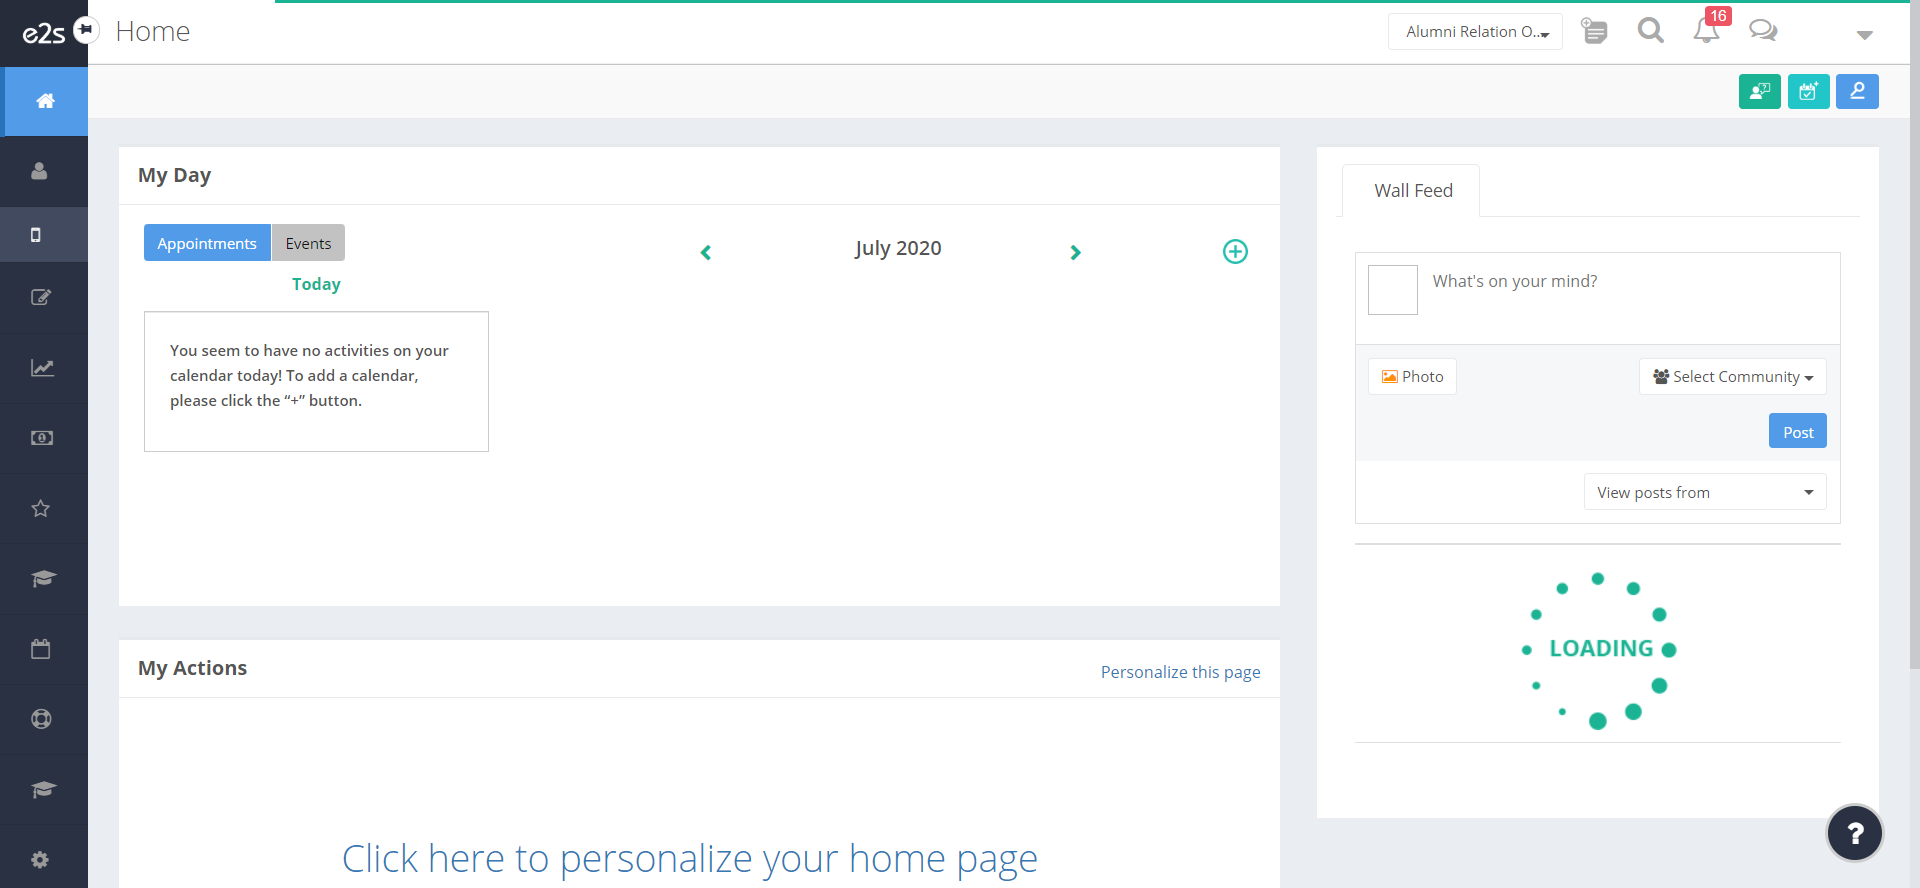 e2s
Home
Alumni Relation O..
16
My Day
Appointments
Events
July 2020
Today
You seem to have no activities on your
calendar today! To add a calendar,
please click the “+” button.
My Actions
Personalize this page
Click here to personalize your home page
Wall Feed
What's on your mind?
Photo
Select Community
Post
View posts from
LOADING
?